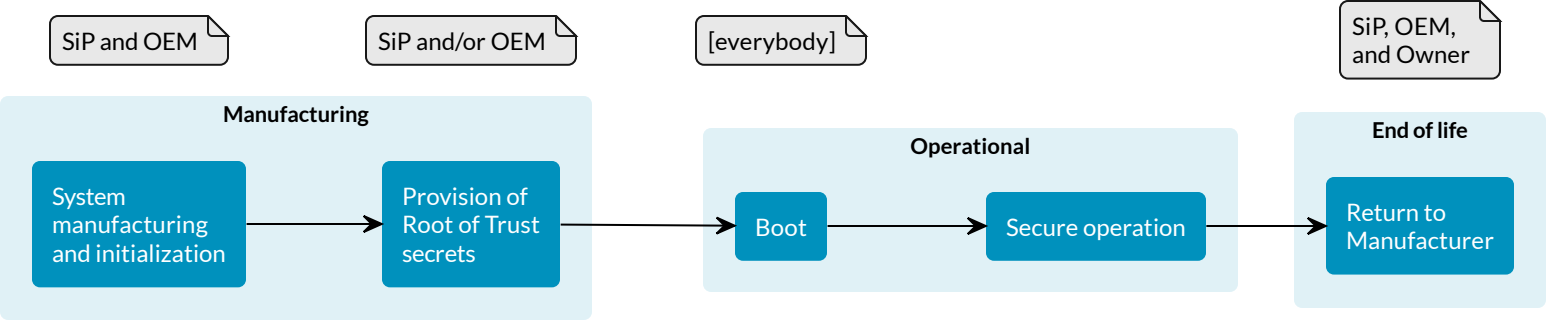 SiP and OEM
SiP and/or OEM
[everybody]
SiP, OEM,
and Owner
Manufacturing
System
manufacturing
and initialization
Provision of
Root of Trust
secrets
Operational
Boot
Secure operation
End of life
Return to
Manufacturer